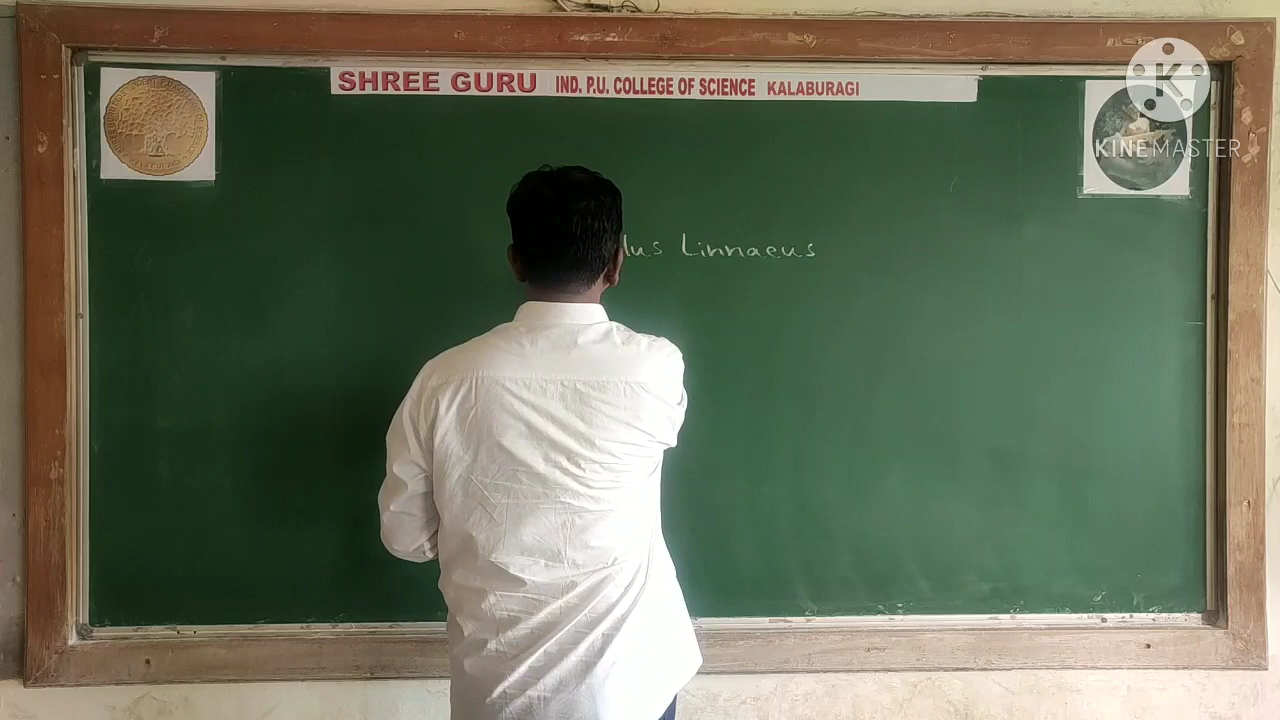 SHREE GURU IND. P.U. COLLEGE OF SCIENCE KALABURAGI
K
KINEMASTER
lus Linnaeus